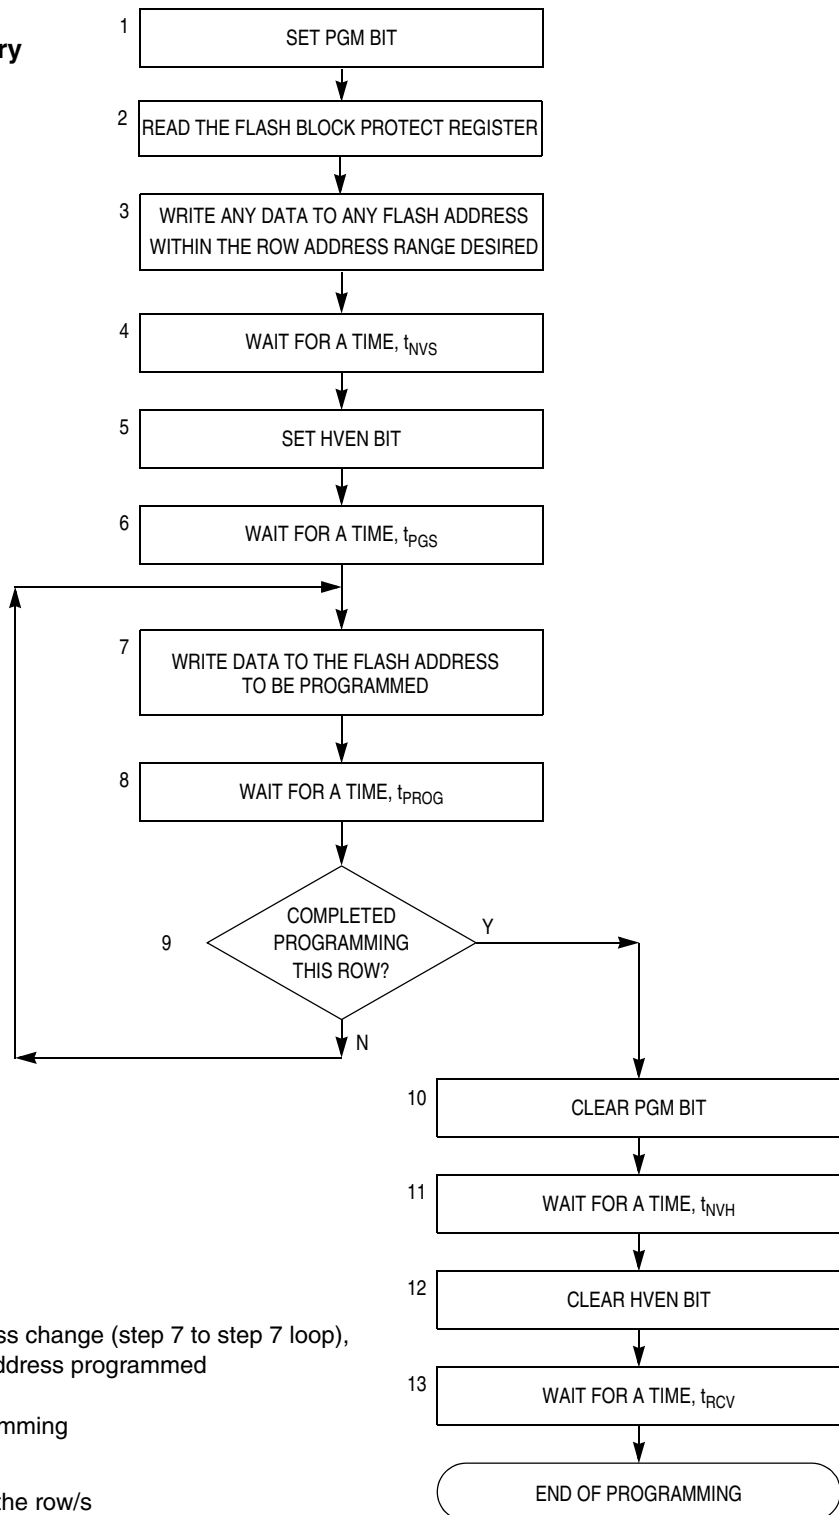 ry
1
SET PGM BIT
2
READ THE FLASH BLOCK PROTECT REGISTER
3
WRITE ANY DATA TO ANY FLASH ADDRESS
WITHIN THE ROW ADDRESS RANGE DESIRED
4
WAIT FOR A TIME, tNVS
5
SET HVEN BIT
6
WAIT FOR A TIME, tPGS
7
WRITE DATA TO THE FLASH ADDRESS
TO BE PROGRAMMED
8
WAIT FOR A TIME, tPROG
9
COMPLETED
PROGRAMMING
THIS ROW?
Y
N
10
CLEAR PGM BIT
11
WAIT FOR A TIME, tNVH
12
CLEAR HVEN BIT
13
WAIT FOR A TIME, tRCV
END OF PROGRAMMING
ss change (step 7 to step 7 loop),
ddress programmed
mming
the row/s